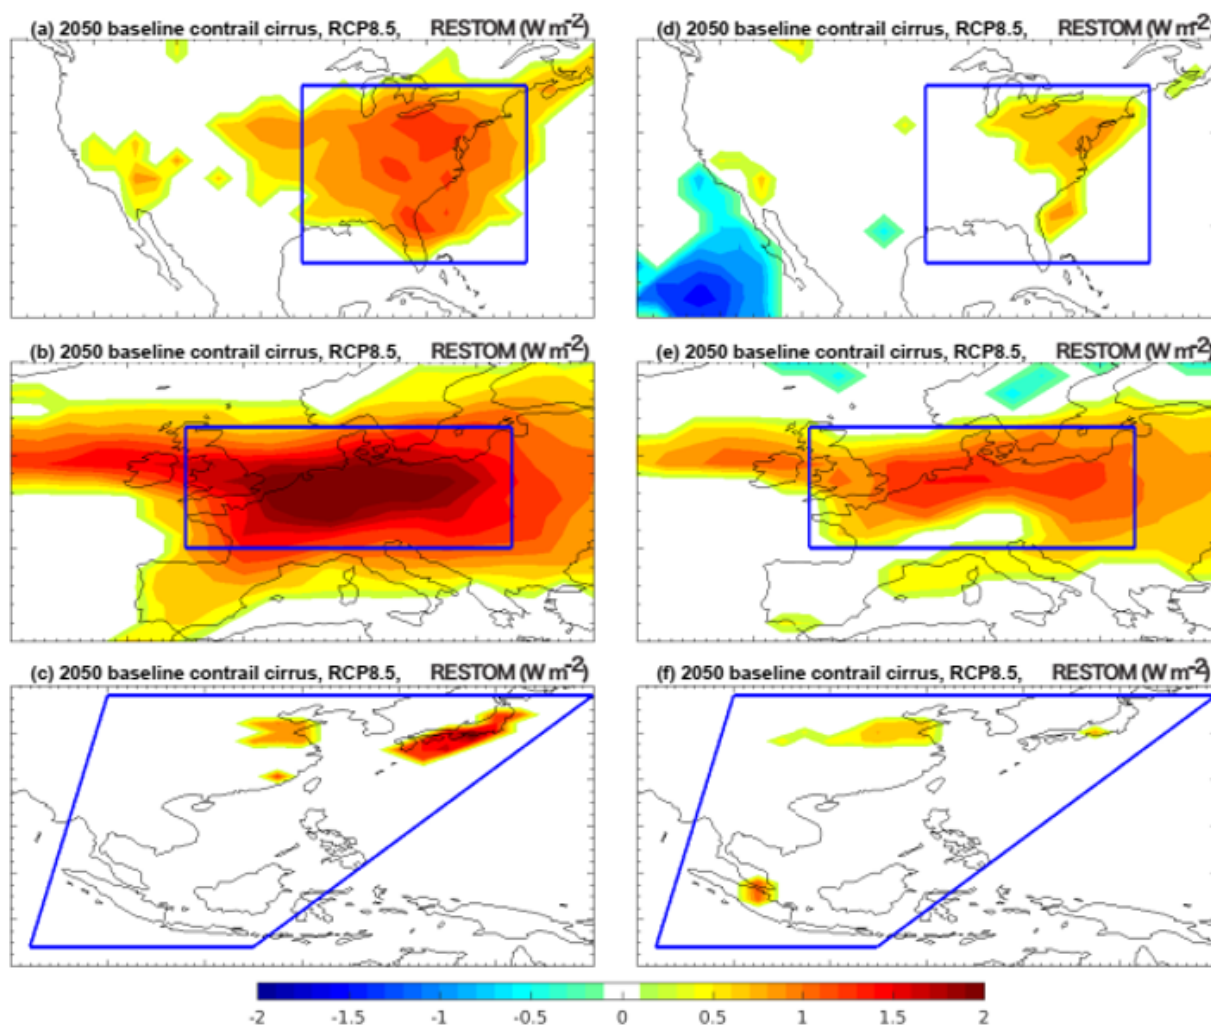 (a) 2050 baseline contrail cirrus, RCP8.5, RESTOM (W m-2)
(d) 2050 baseline contrail cirrus, RCP8.5, RESTOM (W m-2)
(b) 2050 baseline contrail cirrus, RCP8.5, RESTOM (W m-2)
(e) 2050 baseline contrail cirrus, RCP8.5, RESTOM (W m-2)
(c) 2050 baseline contrail cirrus, RCP8.5, RESTOM (W m-2)
(f) 2050 baseline contrail cirrus, RCP8.5, RESTOM (W m-2)
-2 -1.5 -1 -0.5 0 0.5 1 1.5 2